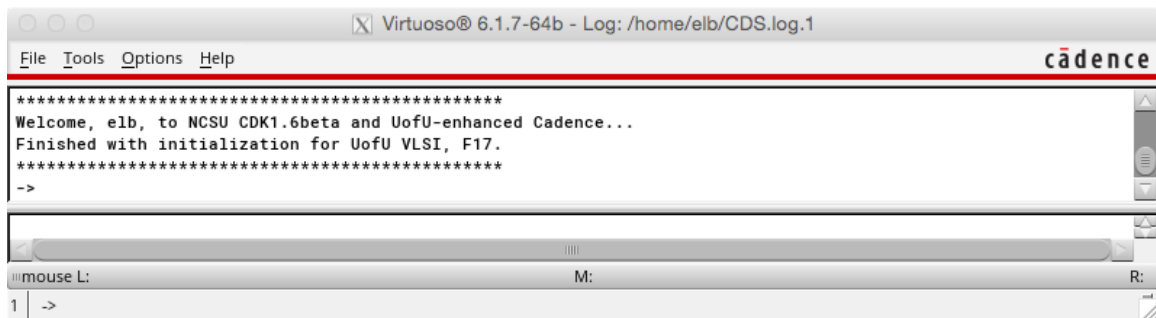 Virtuoso® 6.1.7-64b - Log: /home/elb/CDS.log.1
File Tools Options Help
cādence
************************************************
Welcome, elb, to NCSU CDK1.6beta and UofU-enhanced Cadence...
Finished with initialization for UofU VLSI, F17.
************************************************
->
mouse L: M: R:
1 ->